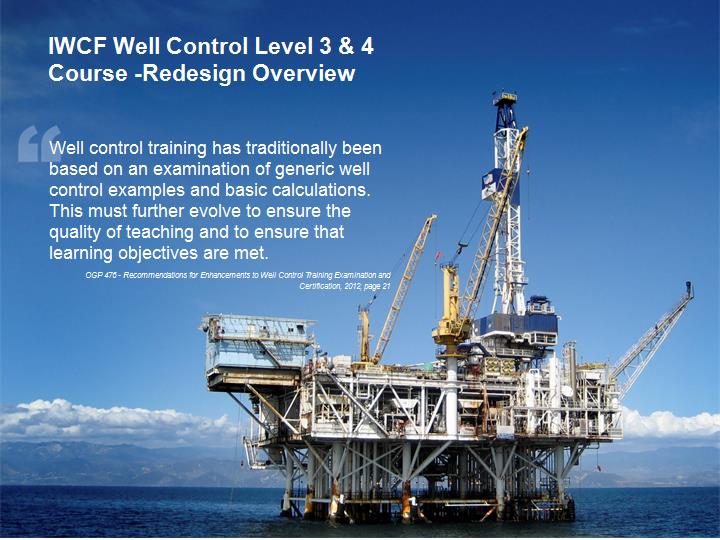 IWCF Well Control Level 3 & 4
Course -Redesign Overview
“
Well control training has traditionally been
based on an examination of generic well
control examples and basic calculations.
This must further evolve to ensure the
quality of teaching and to ensure that
learning objectives are met.
OGP 476 - Recommendations for Enhancements to Well Control Training Examination and
Certification, 2012, page 21